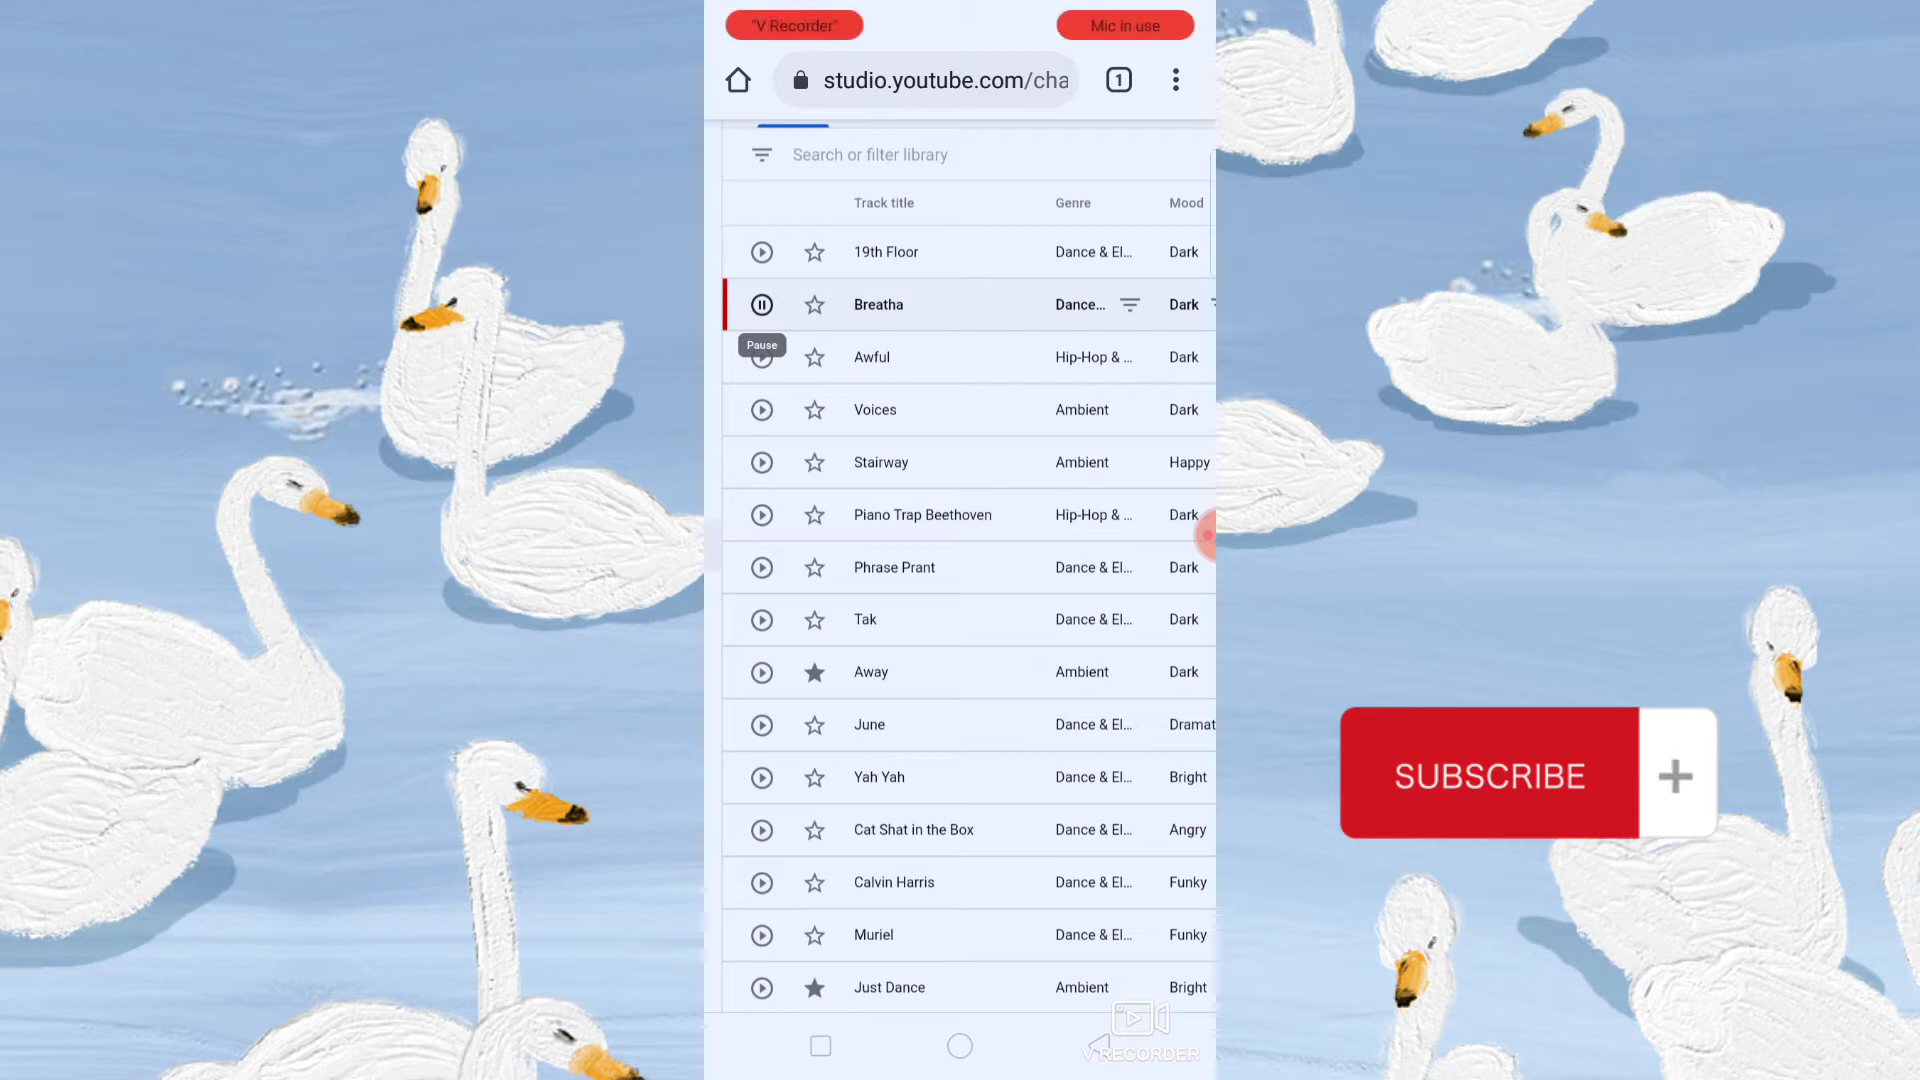 "V Recorder" Mic in use
studio.youtube.com/cha 1
Search or filter library
Track title Genre Mood
19th Floor Dance & El... Dark
Breatha Dance... Dark
Pause
Awful Hip-Hop & ... Dark
Voices Ambient Dark
Stairway Ambient Happy
Piano Trap Beethoven Hip-Hop & ... Dark
Phrase Prant Dance & El... Dark
Tak Dance & El... Dark
Away Ambient Dark
June Dance & El... Dramat
Yah Yah Dance & El... Bright
SUBSCRIBE
Cat Shat in the Box Dance & El... Angry
Calvin Harris Dance & El... Funky
Muriel Dance & El... Funky
Just Dance Ambient Bright
V RECORDER